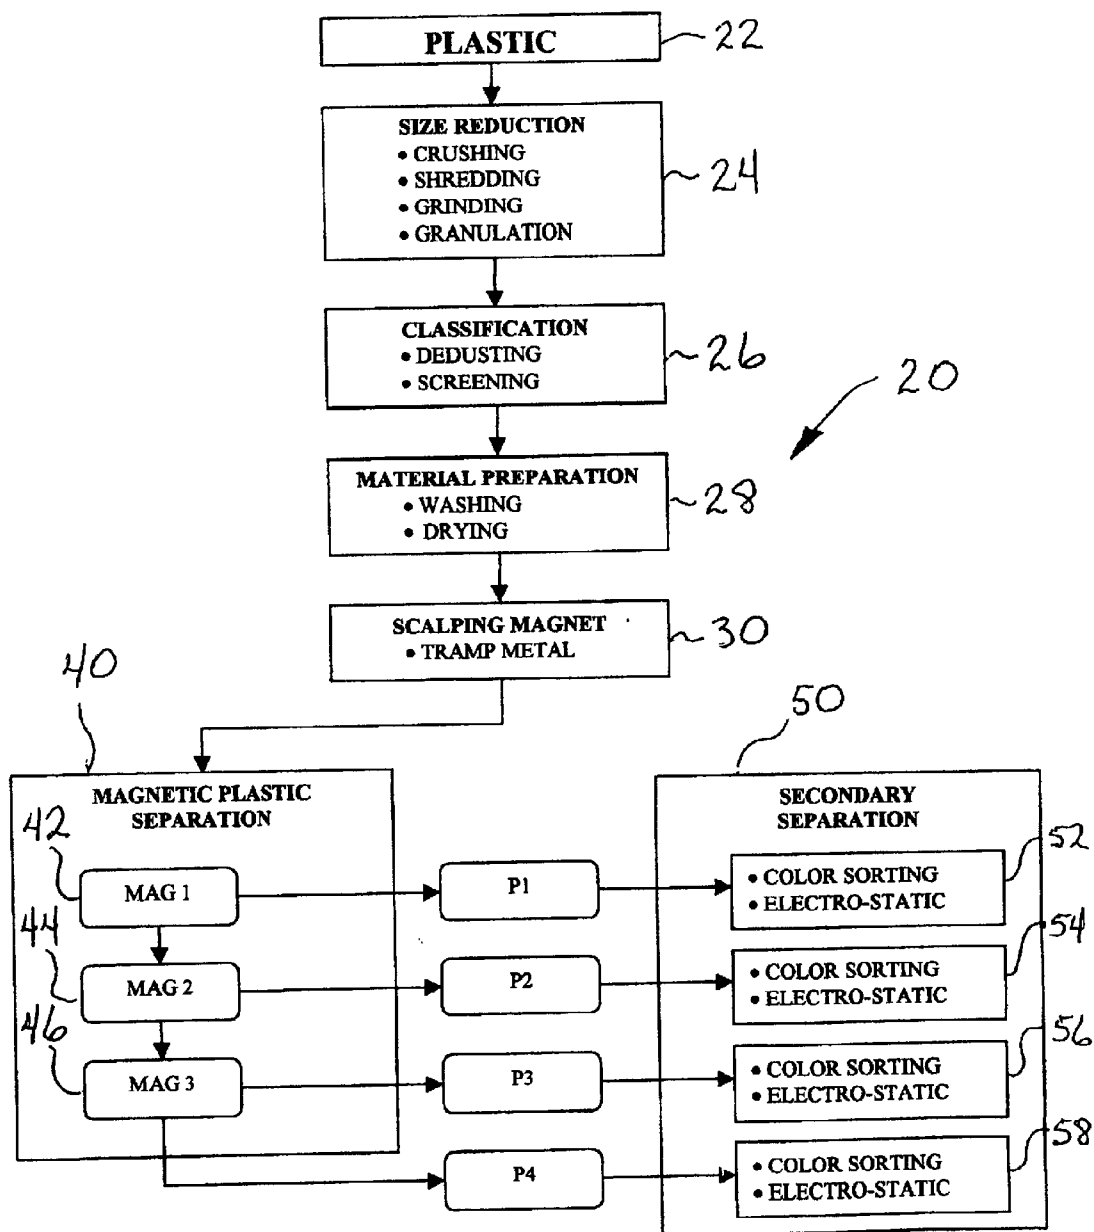 PLASTIC
22
SIZE REDUCTION
• CRUSHING
• SHREDDING
• GRINDING
• GRANULATION
24
CLASSIFICATION
• DEDUSTING
• SCREENING
26
20
MATERIAL PREPARATION
• WASHING
• DRYING
28
SCALPING MAGNET
• TRAMP METAL
30
40
50
MAGNETIC PLASTIC
SEPARATION
SECONDARY
SEPARATION
42
MAG 1
P1
• COLOR SORTING
• ELECTRO-STATIC
52
44
MAG 2
P2
• COLOR SORTING
• ELECTRO-STATIC
54
46
MAG 3
P3
• COLOR SORTING
• ELECTRO-STATIC
56
P4
• COLOR SORTING
• ELECTRO-STATIC
58